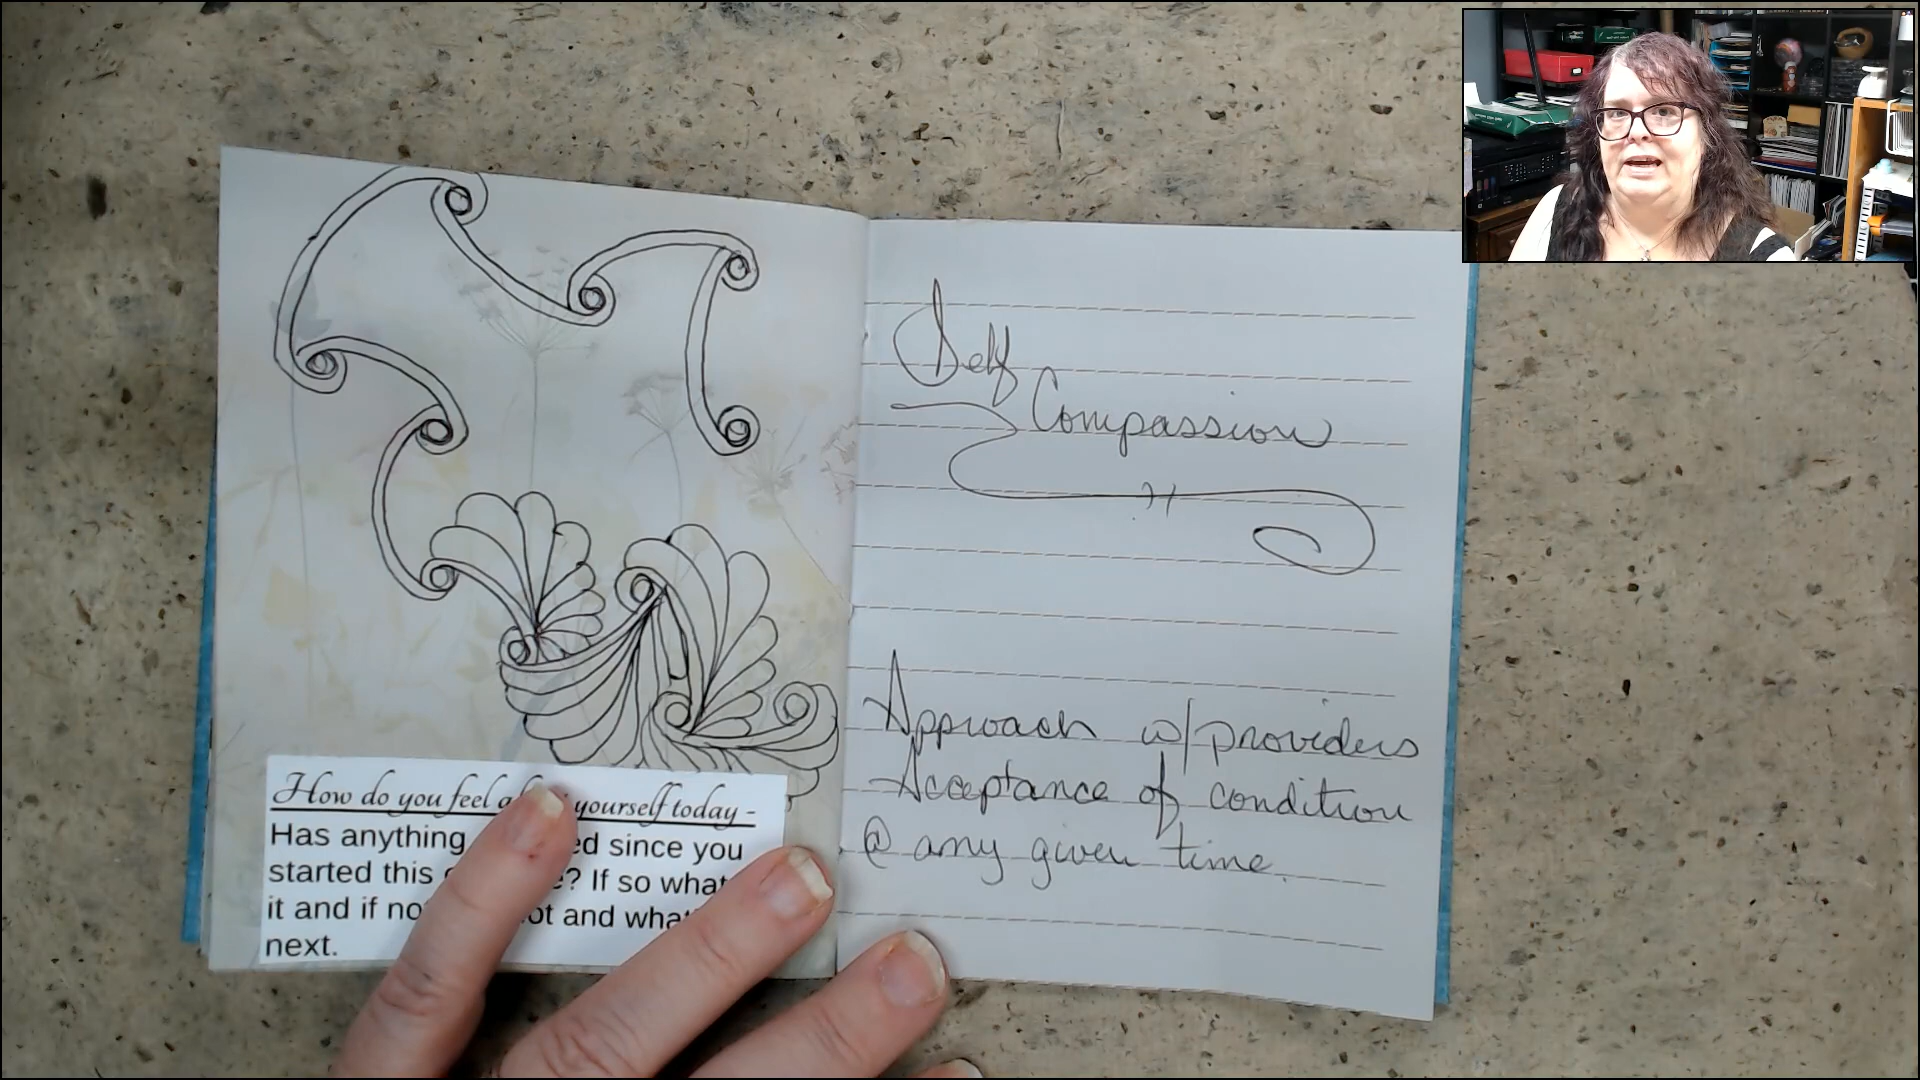 How do you feel yourself today -
Has anything ed since you
started this ? If so what
it and if no ot and what
next.
Self
Compassion
Approach w/providers
Acceptance of condition
@ any given time.